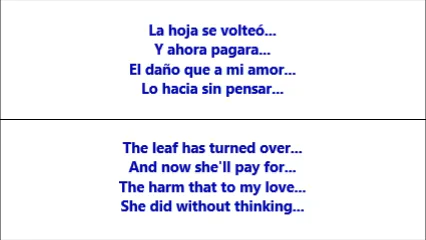 La hoja se volteó...
Y ahora pagara...
El daño que a mi amor...
Lo hacia sin pensar...
The leaf has turned over...
And now she'll pay for...
The harm that to my love...
She did without thinking...